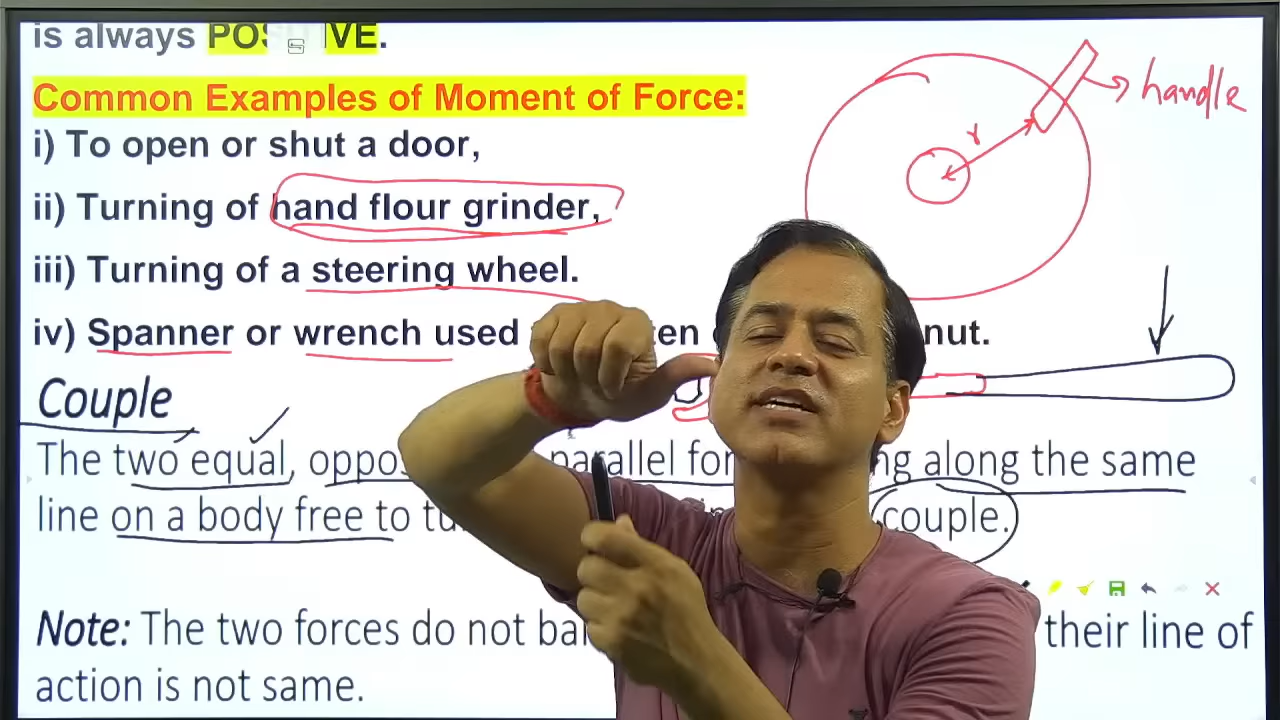 is always POS IVE.
Common Examples of Moment of Force:
i) To open or shut a door,
ii) Turning of hand flour grinder,
iii) Turning of a steering wheel.
iv) Spanner or wrench used ten nut.
r
handle
Couple
The two equal, oppos parallel for ng along the same
line on a body free to tu couple.
Note: The two forces do not bal their line of
action is not same.